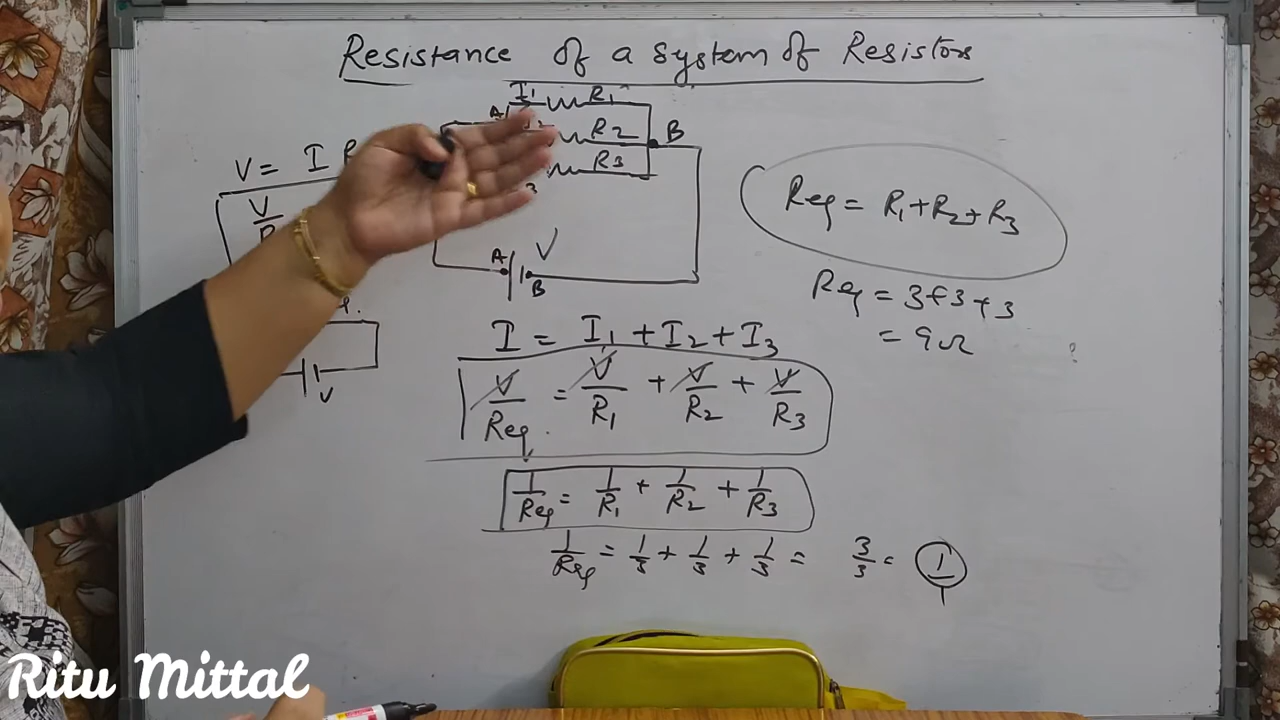 Resistance of a System of Resistors
I1 R1
A
R2 B
R3
V = I R
V
A V
B
V
Req = R1+R2+R3
Req = 3+3+3
= 9Ω
I = I1 + I2 + I3
V/Req = V/R1 + V/R2 + V/R3
1/Req = 1/R1 + 1/R2 + 1/R3
1/Req = 1/3 + 1/3 + 1/3 = 3/3 = 1
Ritu Mittal